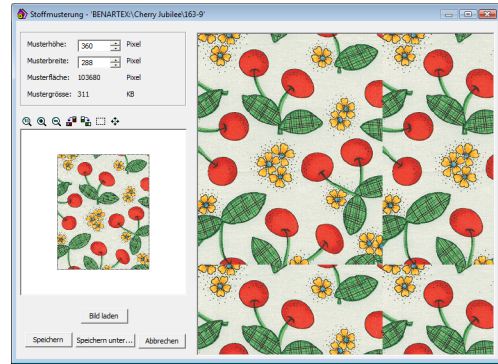 Stoffmusterung - 'BENARTEX:\Cherry Jubilee\163-9'
Musterhöhe: 360 Pixel
Musterbreite: 288 Pixel
Musterfläche: 103680 Pixel
Mustergrösse: 311 KB
Bild laden
Speichern Speichern unter... Abbrechen